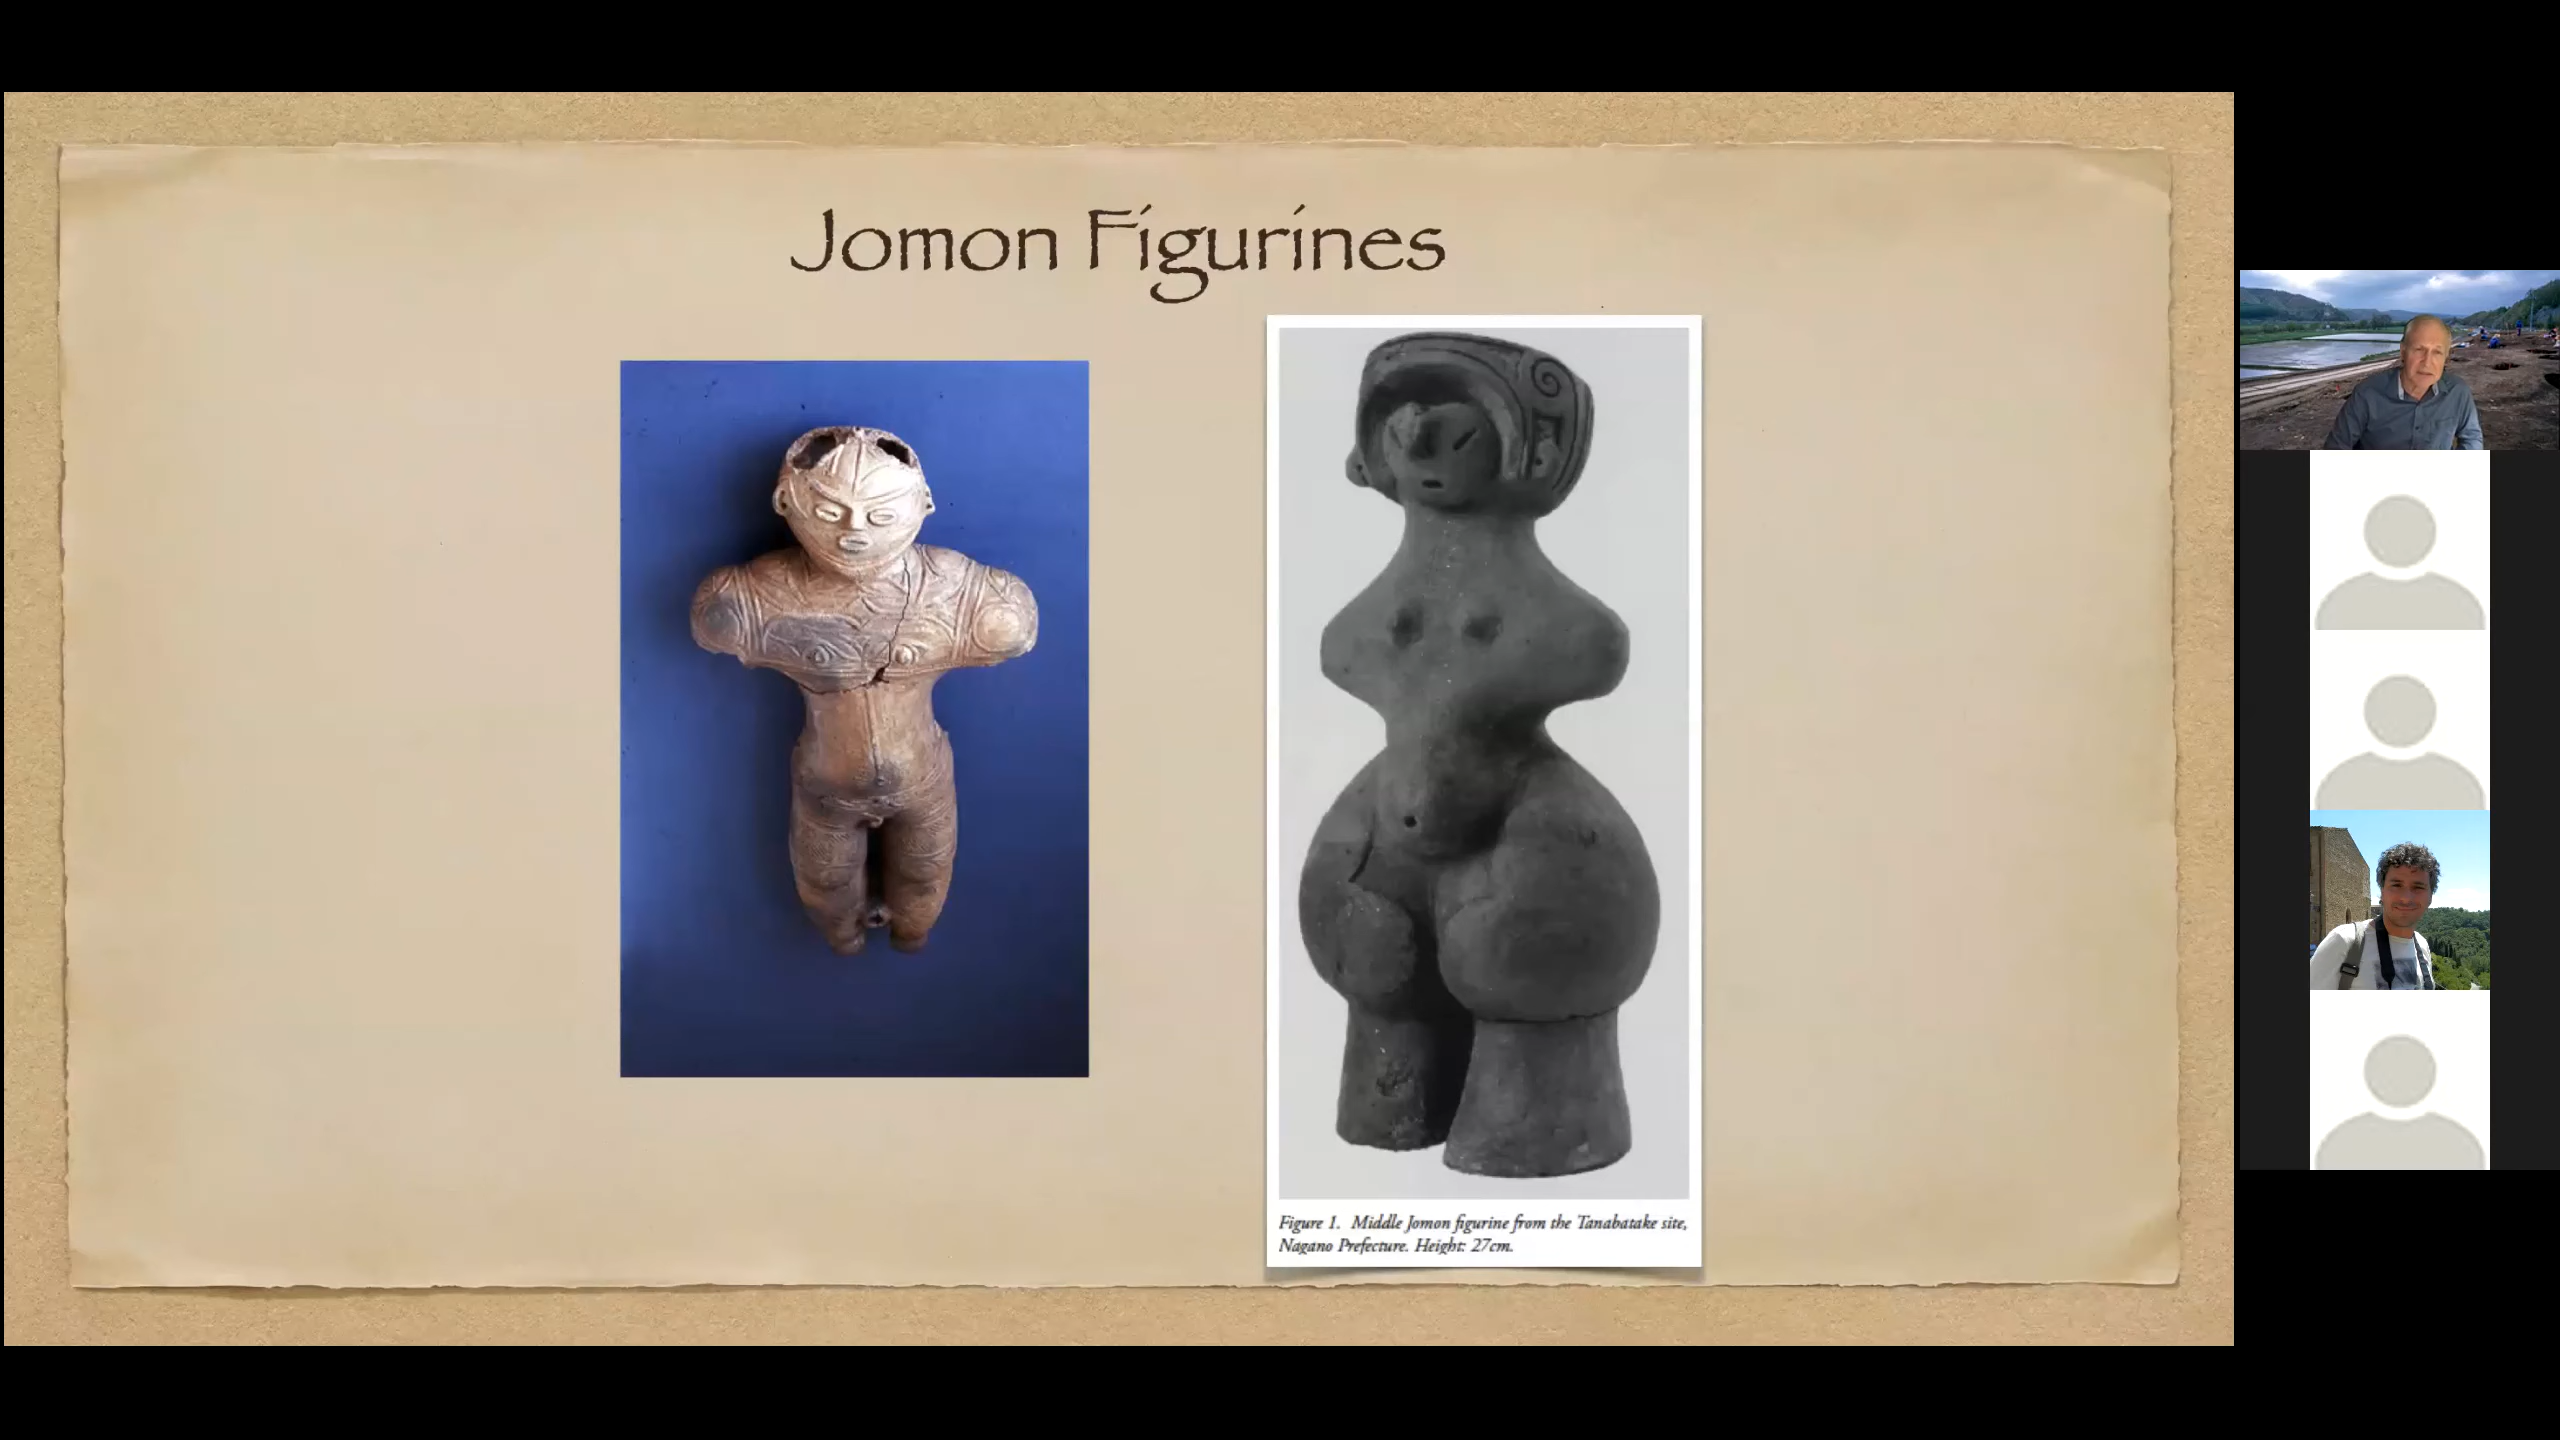 Jomon Figurines
Figure 1. Middle Jomon figurine from the Tanabatake site,
Nagano Prefecture. Height: 27cm.